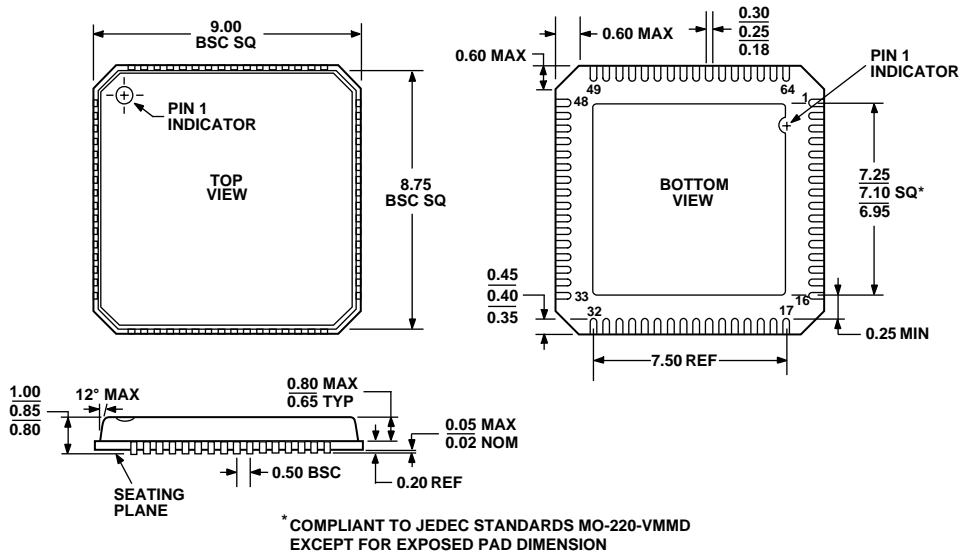 9.00
BSC SQ
PIN 1
INDICATOR
TOP
VIEW
8.75
BSC SQ
0.60 MAX
0.60 MAX
0.30
0.25
0.18
PIN 1
INDICATOR
49
64
48
1
BOTTOM
VIEW
7.25
7.10 SQ*
6.95
0.45
0.40
0.35
33
16
32
17
0.25 MIN
7.50 REF
1.00
0.85
0.80
12° MAX
0.80 MAX
0.65 TYP
0.05 MAX
0.02 NOM
0.50 BSC
0.20 REF
SEATING
PLANE
* COMPLIANT TO JEDEC STANDARDS MO-220-VMMD
EXCEPT FOR EXPOSED PAD DIMENSION